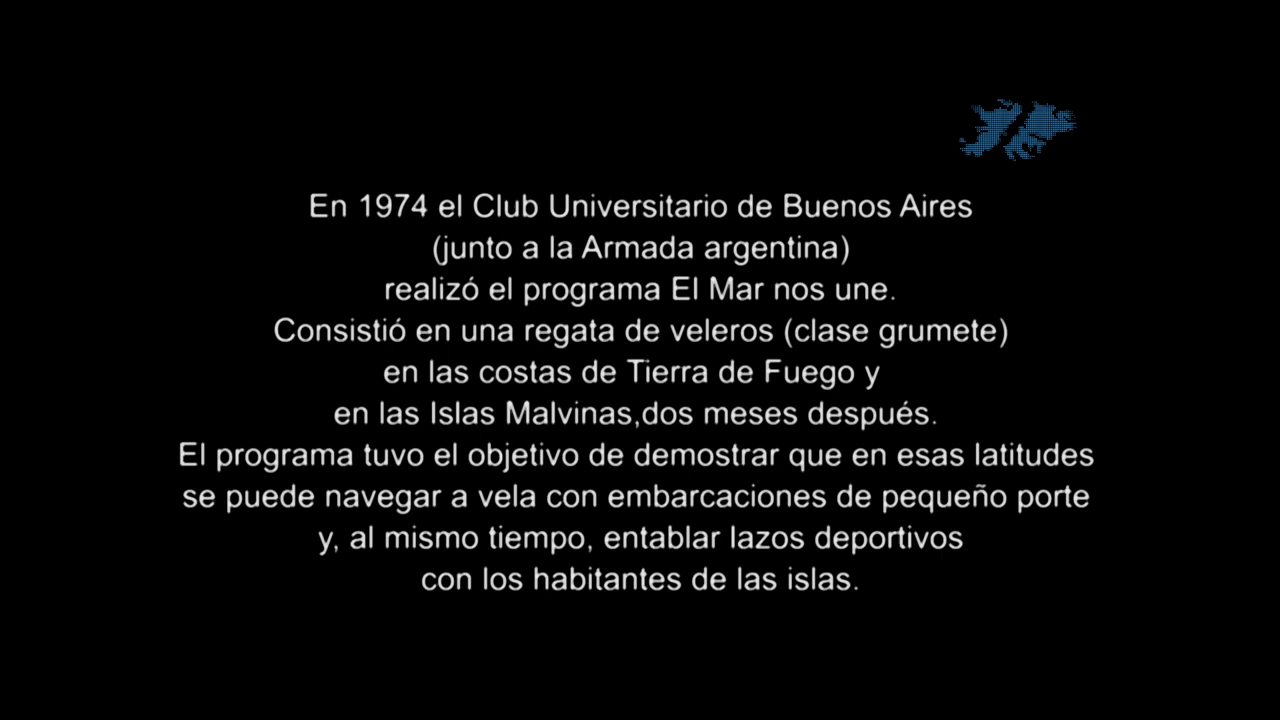 En 1974 el Club Universitario de Buenos Aires
(junto a la Armada argentina)
realizó el programa El Mar nos une.
Consistió en una regata de veleros (clase grumete)
en las costas de Tierra de Fuego y
en las Islas Malvinas,dos meses después.
El programa tuvo el objetivo de demostrar que en esas latitudes
se puede navegar a vela con embarcaciones de pequeño porte
y, al mismo tiempo, entablar lazos deportivos
con los habitantes de las islas.